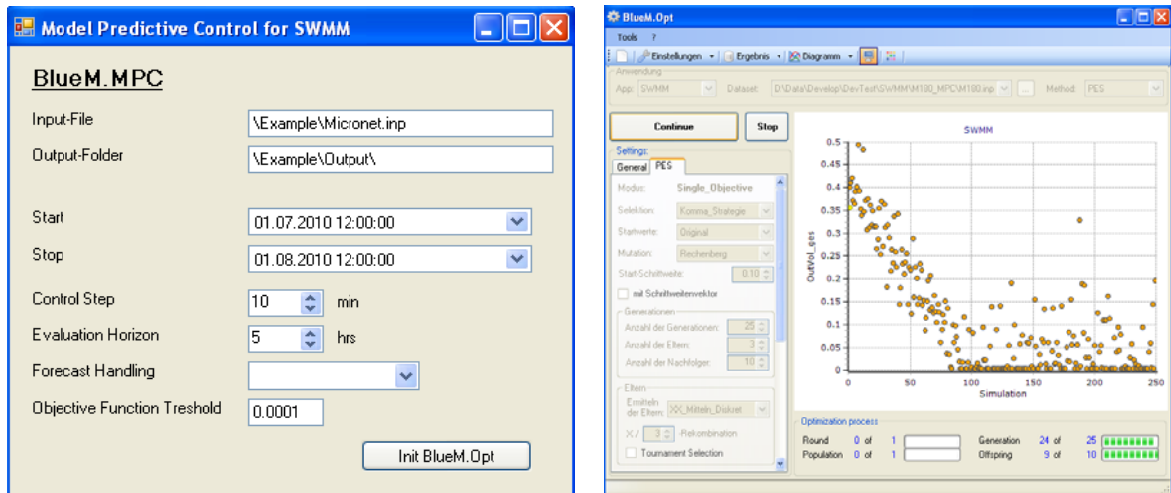 Model Predictive Control for SWMM
BlueM.MPC
Input-File \Example\Micronet.inp
Output-Folder \Example\Output\
Start 01.07.2010 12:00:00
Stop 01.08.2010 12:00:00
Control Step 10 min
Evaluation Horizon 5 hrs
Forecast Handling
Objective Function Treshold 0.0001
Init BlueM.Opt
BlueM.Opt
Tools ?
Einstellungen Ergebnis Diagramm
Anwendung
App: SWMM Dataset: D:\Data\Develop\DevTest\SWMM\M180_MPC\M180.inp ... Method: PES
Continue Stop
Settings:
General PES
Modus: Single_Objective
Selektion: Komma_Strategie
Startwerte: Original
Mutation: Rechenberg
Start-Schrittweite: 0.10
mit Schrittweitenvektor
Generationen
Anzahl der Generationen: 25
Anzahl der Eltern: 3
Anzahl der Nachfolger: 10
Eltern
Ermitteln
der Eltern: XX_Mitteln_Diskret
X / 3 -Rekombination
Tournament Selection
SWMM
OutVol_ges
0.5
0.45
0.4
0.35
0.3
0.25
0.2
0.15
0.1
0.05
0
0 50 100 150 200 250
Simulation
Optimization process
Round 0 of 1 Generation 24 of 25
Population 0 of 1 Offspring 9 of 10